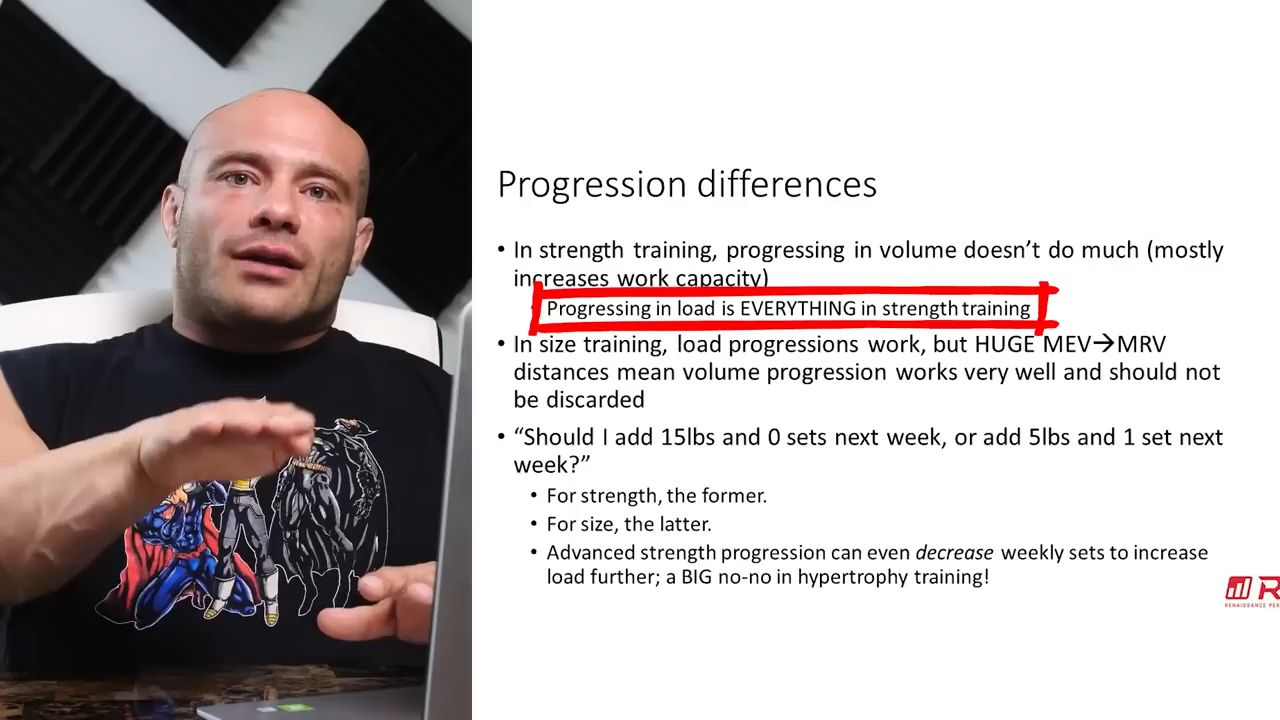 Progression differences
• In strength training, progressing in volume doesn't do much (mostly
increases work capacity)
Progressing in load is EVERYTHING in strength training
• In size training, load progressions work, but HUGE MEV→MRV
distances mean volume progression works very well and should not
be discarded
• “Should I add 15lbs and 0 sets next week, or add 5lbs and 1 set next
week?”
• For strength, the former.
• For size, the latter.
• Advanced strength progression can even decrease weekly sets to increase
load further; a BIG no-no in hypertrophy training!
R
RENAISSANCE PER